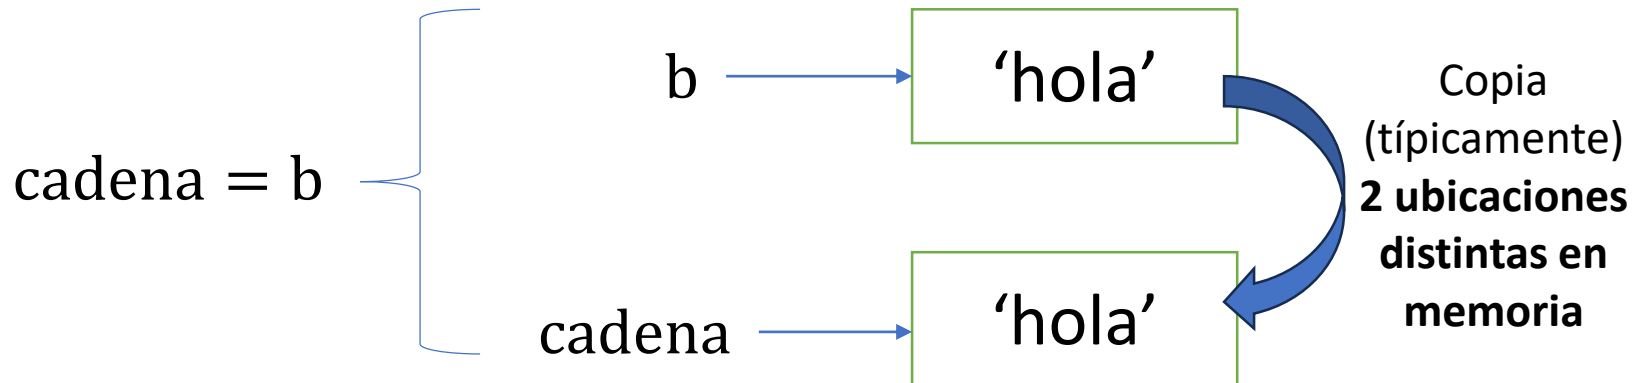 cadena = b
b
‘hola’
cadena
‘hola’
Copia
(típicamente)
2 ubicaciones
distintas en
memoria